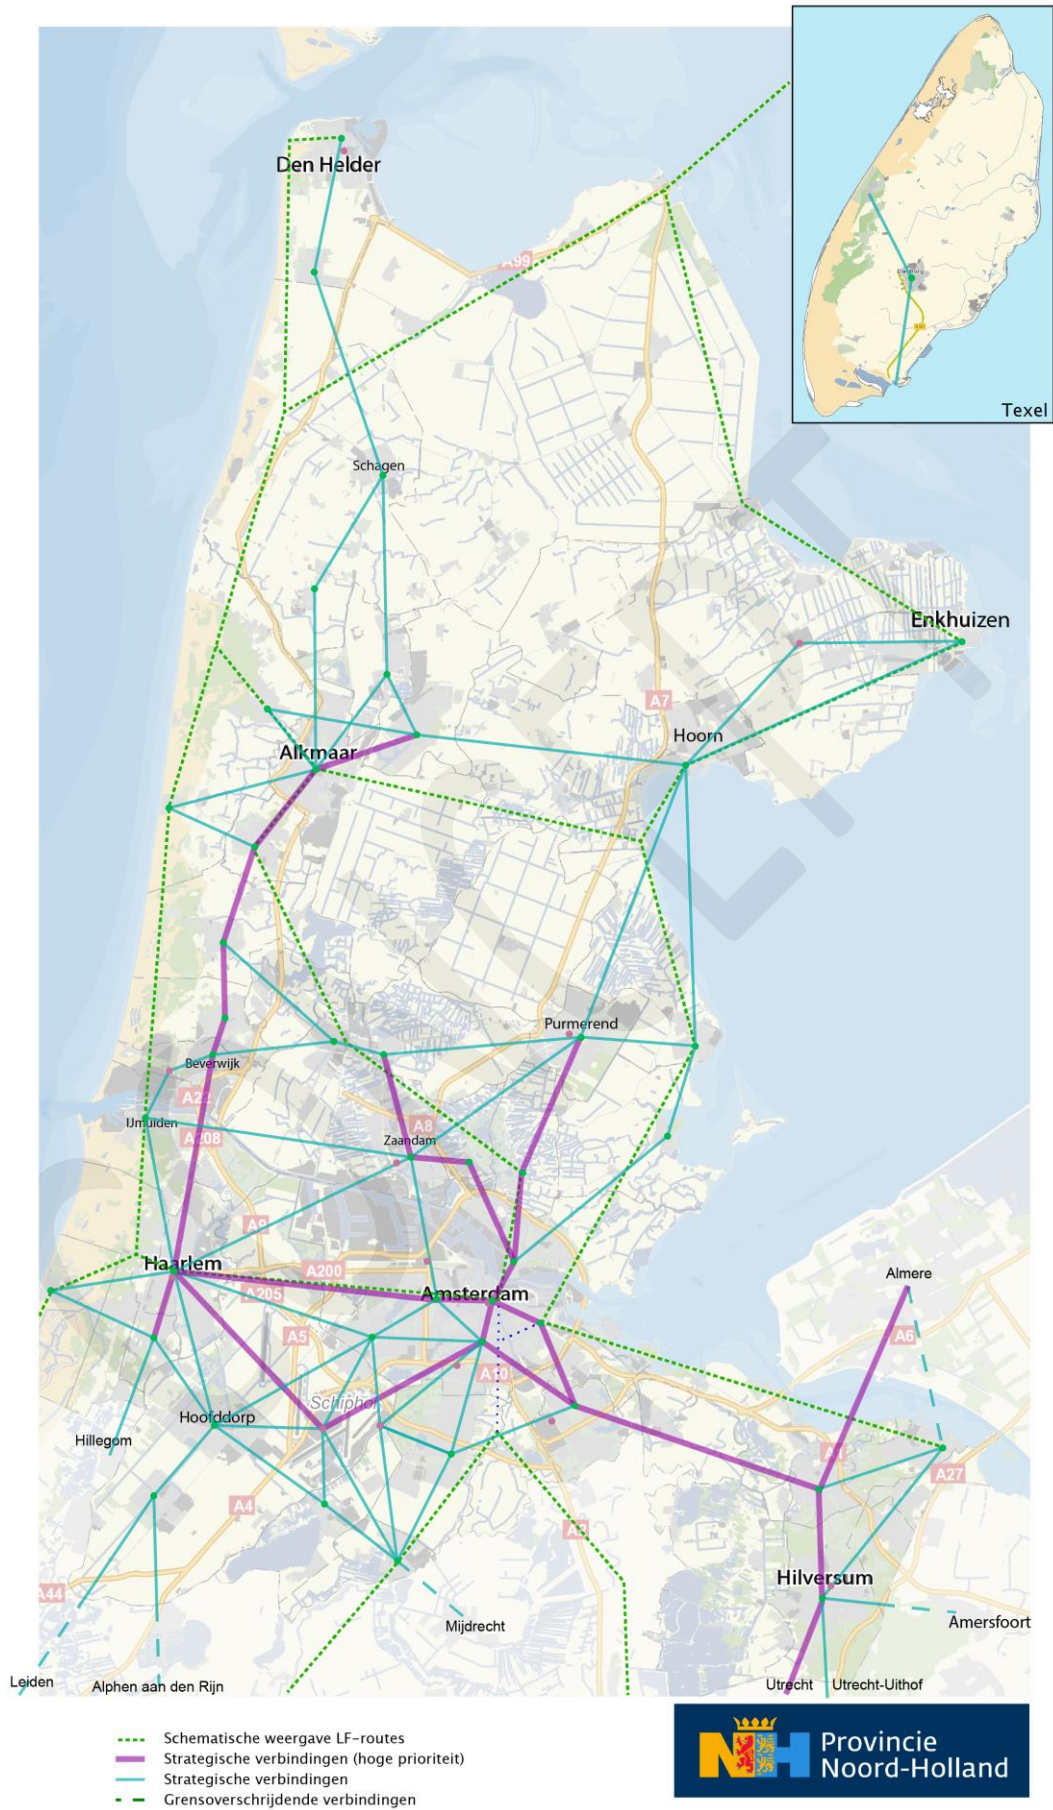 Texel
Den Helder
A99
Schagen
Enkhuizen
A7
Hoorn
Alkmaar
Purmerend
Beverwijk
A22
IJmuiden
A208
A8
Zaandam
A9
Haarlem
A200
A205
Amsterdam
Almere
A5
A6
A10
Schiphol
Hoofddorp
Hillegom
A1
A27
A4
A44
Hilversum
Mijdrecht
Amersfoort
Leiden
Alphen aan den Rijn
Utrecht
Utrecht-Uithof
Schematische weergave LF-routes
Strategische verbindingen (hoge prioriteit)
Strategische verbindingen
Grensoverschrijdende verbindingen
NH
Provincie
Noord-Holland
CONCEPT